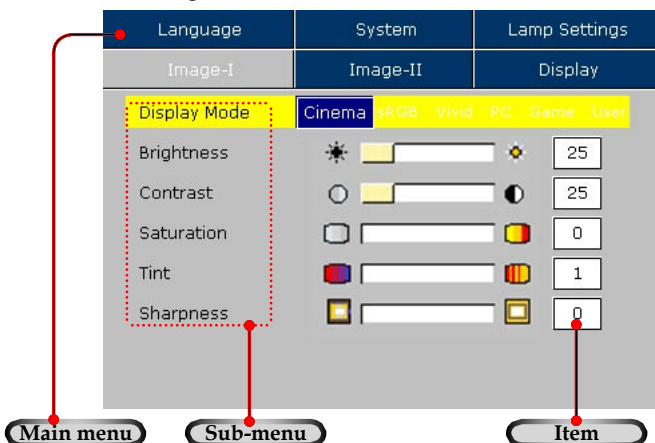 Language System Lamp Settings
Image-I Image-II Display
Display Mode Cinema sRGB Vivid PC Game User
Brightness 25
Contrast 25
Saturation 0
Tint 1
Sharpness 0
Main menu Sub-menu Item